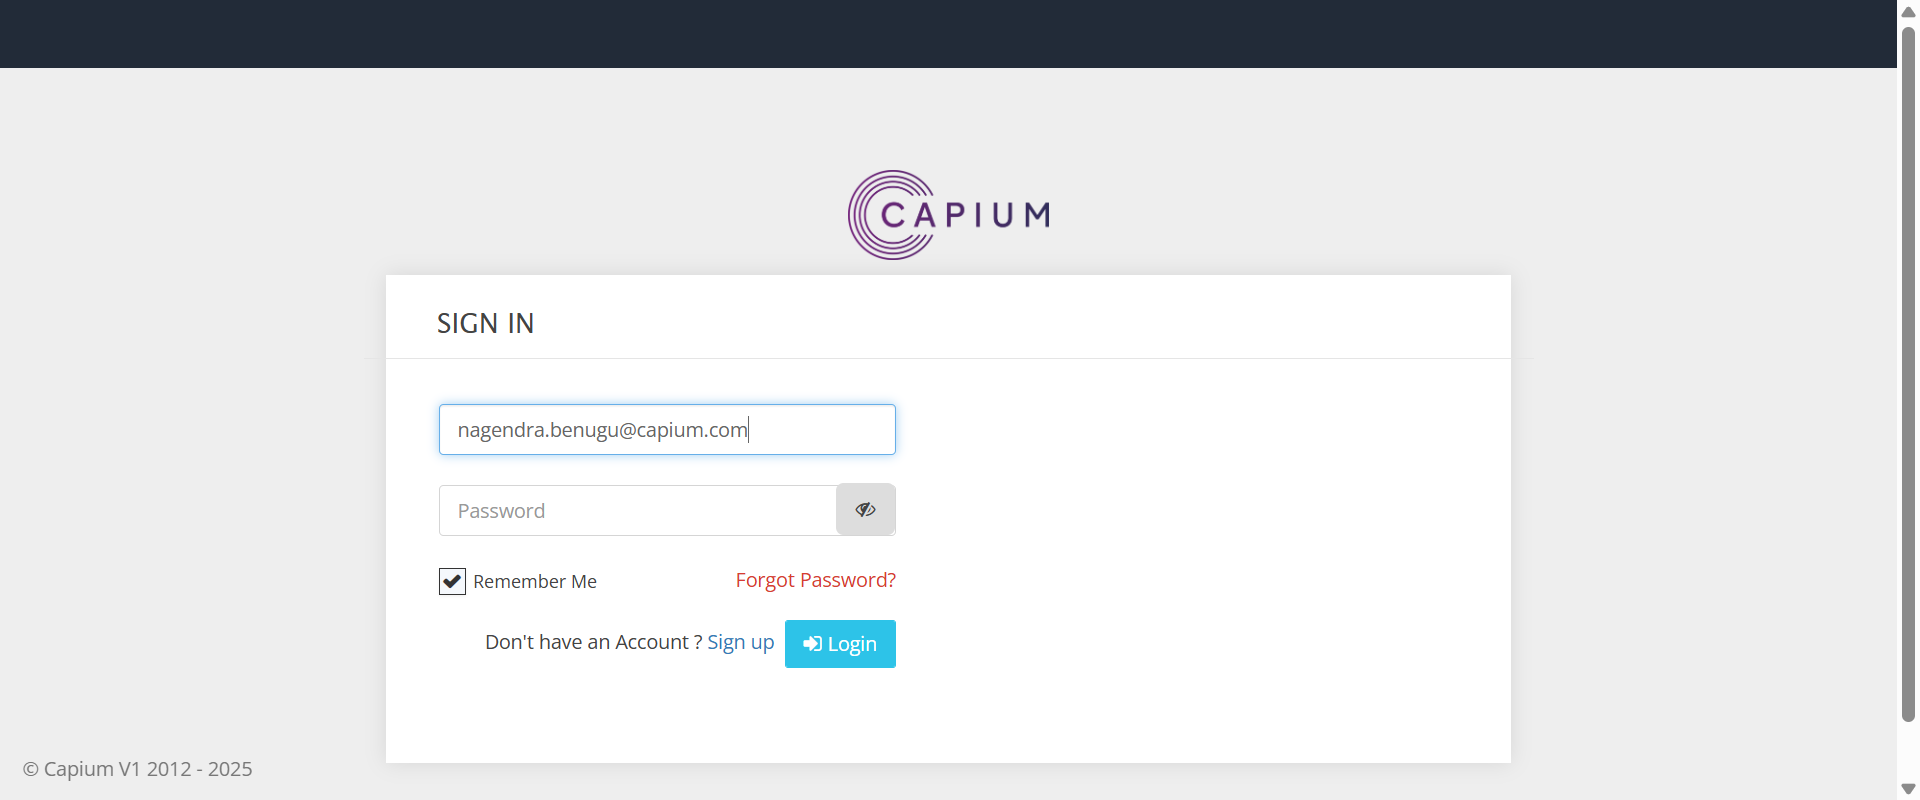 CAPIUM
SIGN IN
nagendra.benugu@capium.com
Password
Remember Me
Forgot Password?
Don't have an Account ? Sign up
Login
© Capium V1 2012 - 2025